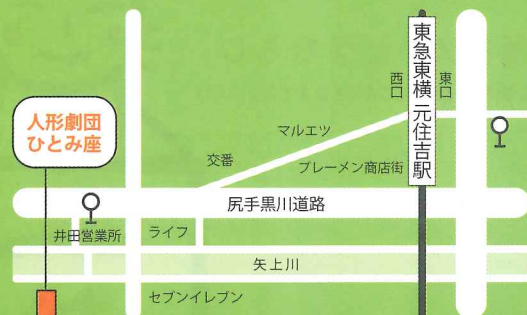 東急東横 元住吉駅
西口
東口
人形劇団
ひとみ座
マルエツ
交番
ブレーメン商店街
尻手黒川道路
井田営業所
ライフ
矢上川
セブンイレブン